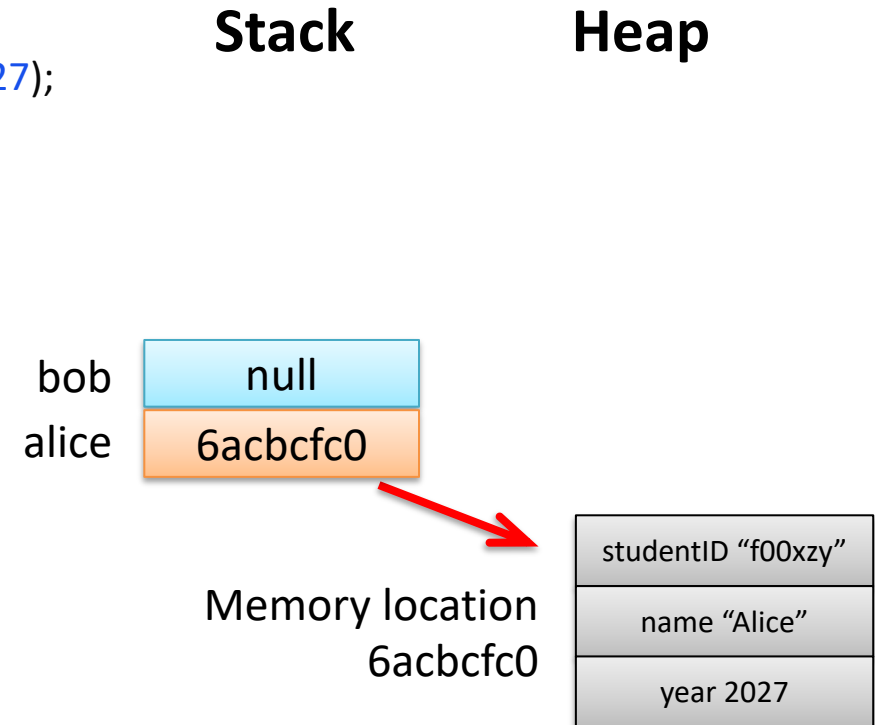 Stack Heap
27);
bob null
alice 6acbcfc0
studentID “f00xzy”
Memory location
name “Alice”
6acbcfc0
year 2027